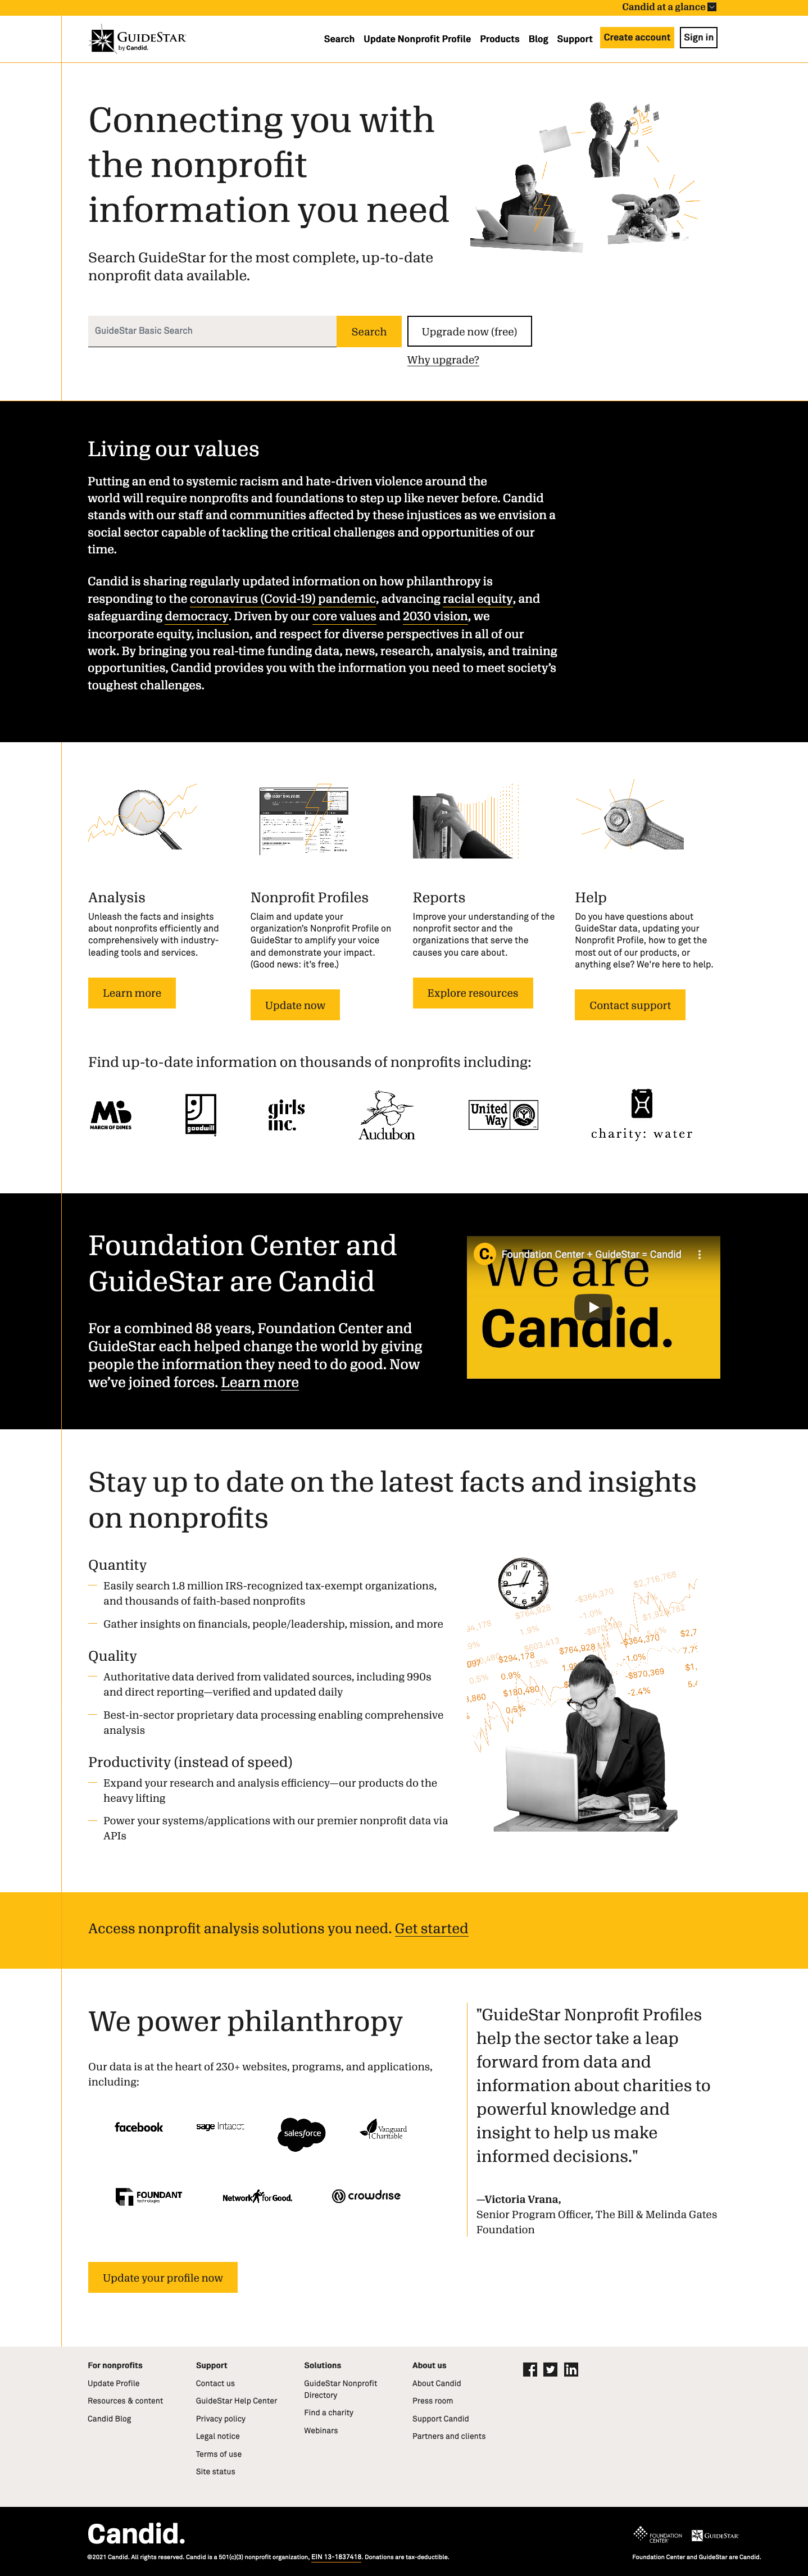 Candid at a glance
GuideStar
by Candid.
Search Update Nonprofit Profile Products Blog Support Create account Sign in
Connecting you with
the nonprofit
information you need
Search GuideStar for the most complete, up-to-date
nonprofit data available.
GuideStar Basic Search
Search
Upgrade now (free)
Why upgrade?
Living our values
Putting an end to systemic racism and hate-driven violence around the
world will require nonprofits and foundations to step up like never before. Candid
stands with our staff and communities affected by these injustices as we envision a
social sector capable of tackling the critical challenges and opportunities of our
time.
Candid is sharing regularly updated information on how philanthropy is
responding to the coronavirus (Covid-19) pandemic, advancing racial equity, and
safeguarding democracy. Driven by our core values and 2030 vision, we
incorporate equity, inclusion, and respect for diverse perspectives in all of our
work. By bringing you real-time funding data, news, research, analysis, and training
opportunities, Candid provides you with the information you need to meet society's
toughest challenges.
Analysis
Unleash the facts and insights
about nonprofits efficiently and
comprehensively with industry-
leading tools and services.
Learn more
Nonprofit Profiles
Claim and update your
organization's Nonprofit Profile on
GuideStar to amplify your voice
and demonstrate your impact.
(Good news: it's free.)
Update now
Reports
Improve your understanding of the
nonprofit sector and the
organizations that serve the
causes you care about.
Explore resources
Help
Do you have questions about
GuideStar data, updating your
Nonprofit Profile, how to get the
most out of our products, or
anything else? We're here to help.
Contact support
Find up-to-date information on thousands of nonprofits including:
MARCH OF DIMES
goodwill
girls
inc.
Audubon
United
Way
charity: water
Foundation Center and
GuideStar are Candid
For a combined 88 years, Foundation Center and
GuideStar each helped change the world by giving
people the information they need to do good. Now
we've joined forces. Learn more
C. Foundation Center + GuideStar = Candid
We are
Candid.
Stay up to date on the latest facts and insights
on nonprofits
Quantity
Easily search 1.8 million IRS-recognized tax-exempt organizations,
and thousands of faith-based nonprofits
Gather insights on financials, people/leadership, mission, and more
Quality
Authoritative data derived from validated sources, including 990s
and direct reporting—verified and updated daily
Best-in-sector proprietary data processing enabling comprehensive
analysis
Productivity (instead of speed)
Expand your research and analysis efficiency—our products do the
heavy lifting
Power your systems/applications with our premier nonprofit data via
APIs
$2,716,768
-$364,370
$764,928
-1.0%
1.9%
$294,178
$764,928
-$364,370
0.9%
-1.0%
-$870,369
$180,480
-2.4%
0.5%
Access nonprofit analysis solutions you need. Get started
We power philanthropy
Our data is at the heart of 230+ websites, programs, and applications,
including:
facebook
sage Intacct
salesforce
Vanguard
Charitable
FOUNDANT
technologies
Network for Good.
crowdrise
Update your profile now
"GuideStar Nonprofit Profiles
help the sector take a leap
forward from data and
information about charities to
powerful knowledge and
insight to help us make
informed decisions."
—Victoria Vrana,
Senior Program Officer, The Bill & Melinda Gates
Foundation
For nonprofits
Update Profile
Resources & content
Candid Blog
Support
Contact us
GuideStar Help Center
Privacy policy
Legal notice
Terms of use
Site status
Solutions
GuideStar Nonprofit
Directory
Find a charity
Webinars
About us
About Candid
Press room
Support Candid
Partners and clients
Candid.
©2021 Candid. All rights reserved. Candid is a 501(c)(3) nonprofit organization, EIN 13-1837418. Donations are tax-deductible.
FOUNDATION
CENTER
GuideStar
Foundation Center and GuideStar are Candid.